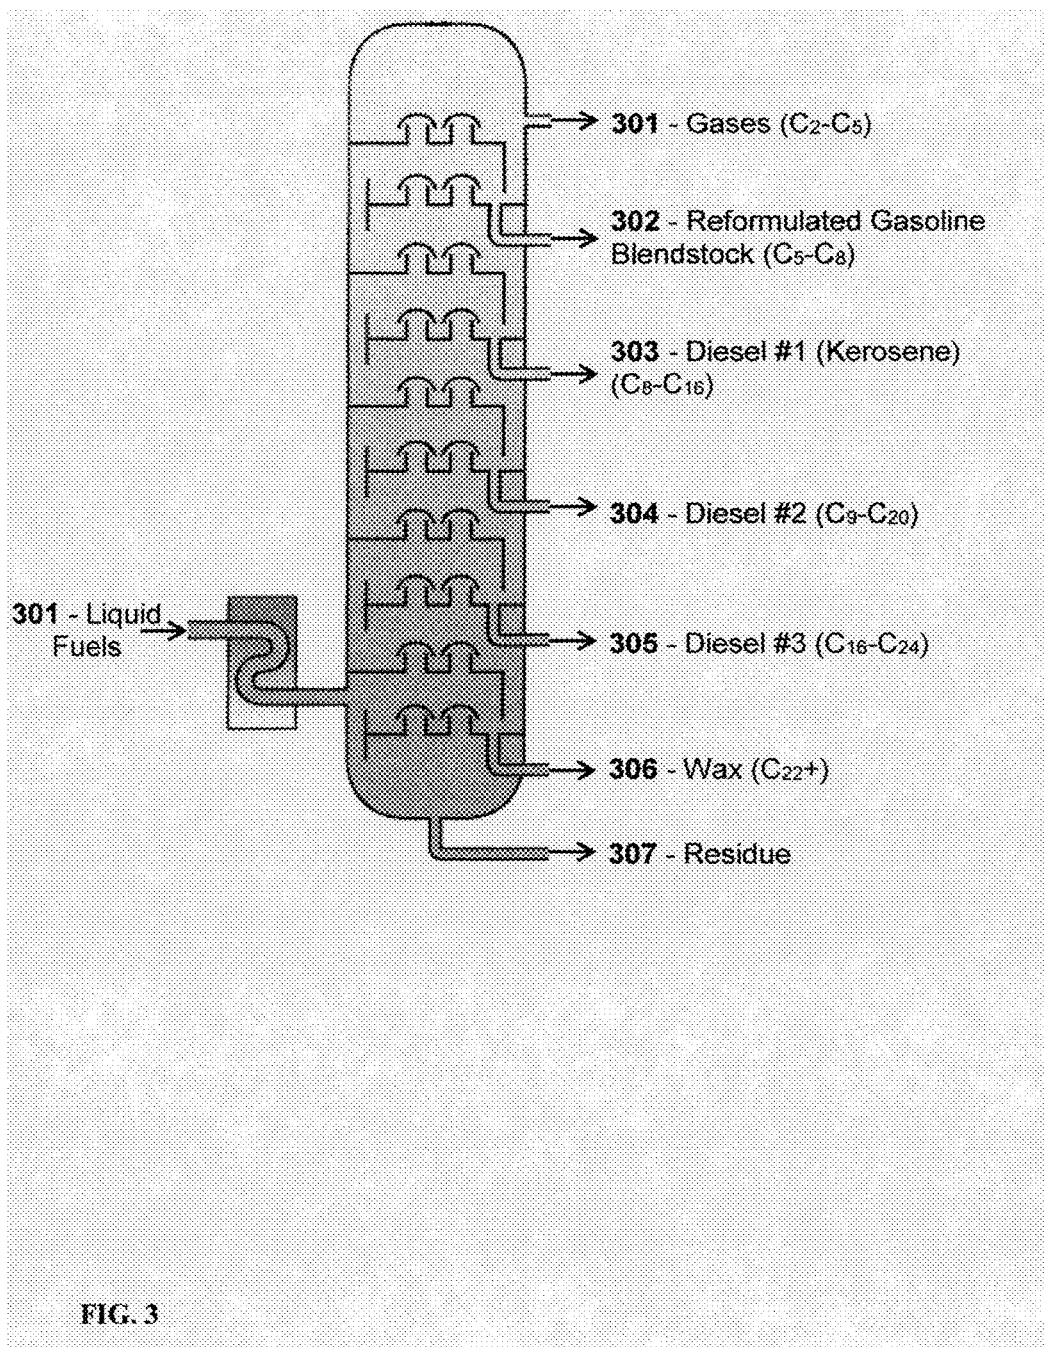 301 - Gases (C₂-C₅)
302 - Reformulated Gasoline
Blendstock (C₅-C₈)
303 - Diesel #1 (Kerosene)
(C₈-C₁₆)
304 - Diesel #2 (C₉-C₂₀)
301 - Liquid
Fuels
305 - Diesel #3 (C₁₆-C₂₄)
306 - Wax (C₂₂+)
307 - Residue
FIG. 3